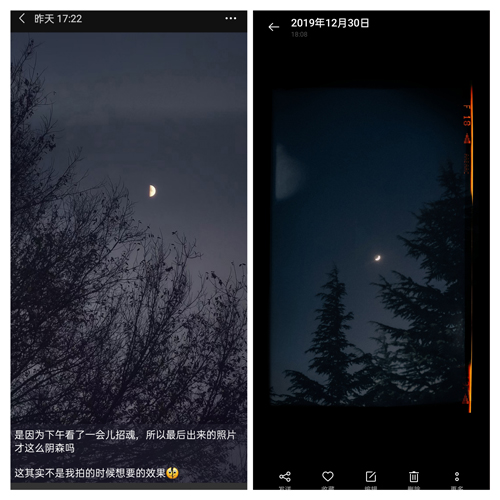 昨天 17:22
是因为下午看了一会儿招魂，所以最后出来的照片
才这么阴森吗
这其实不是我拍的时候想要的效果
2019年12月30日
18:08
发送
收藏
编辑
删除
更多